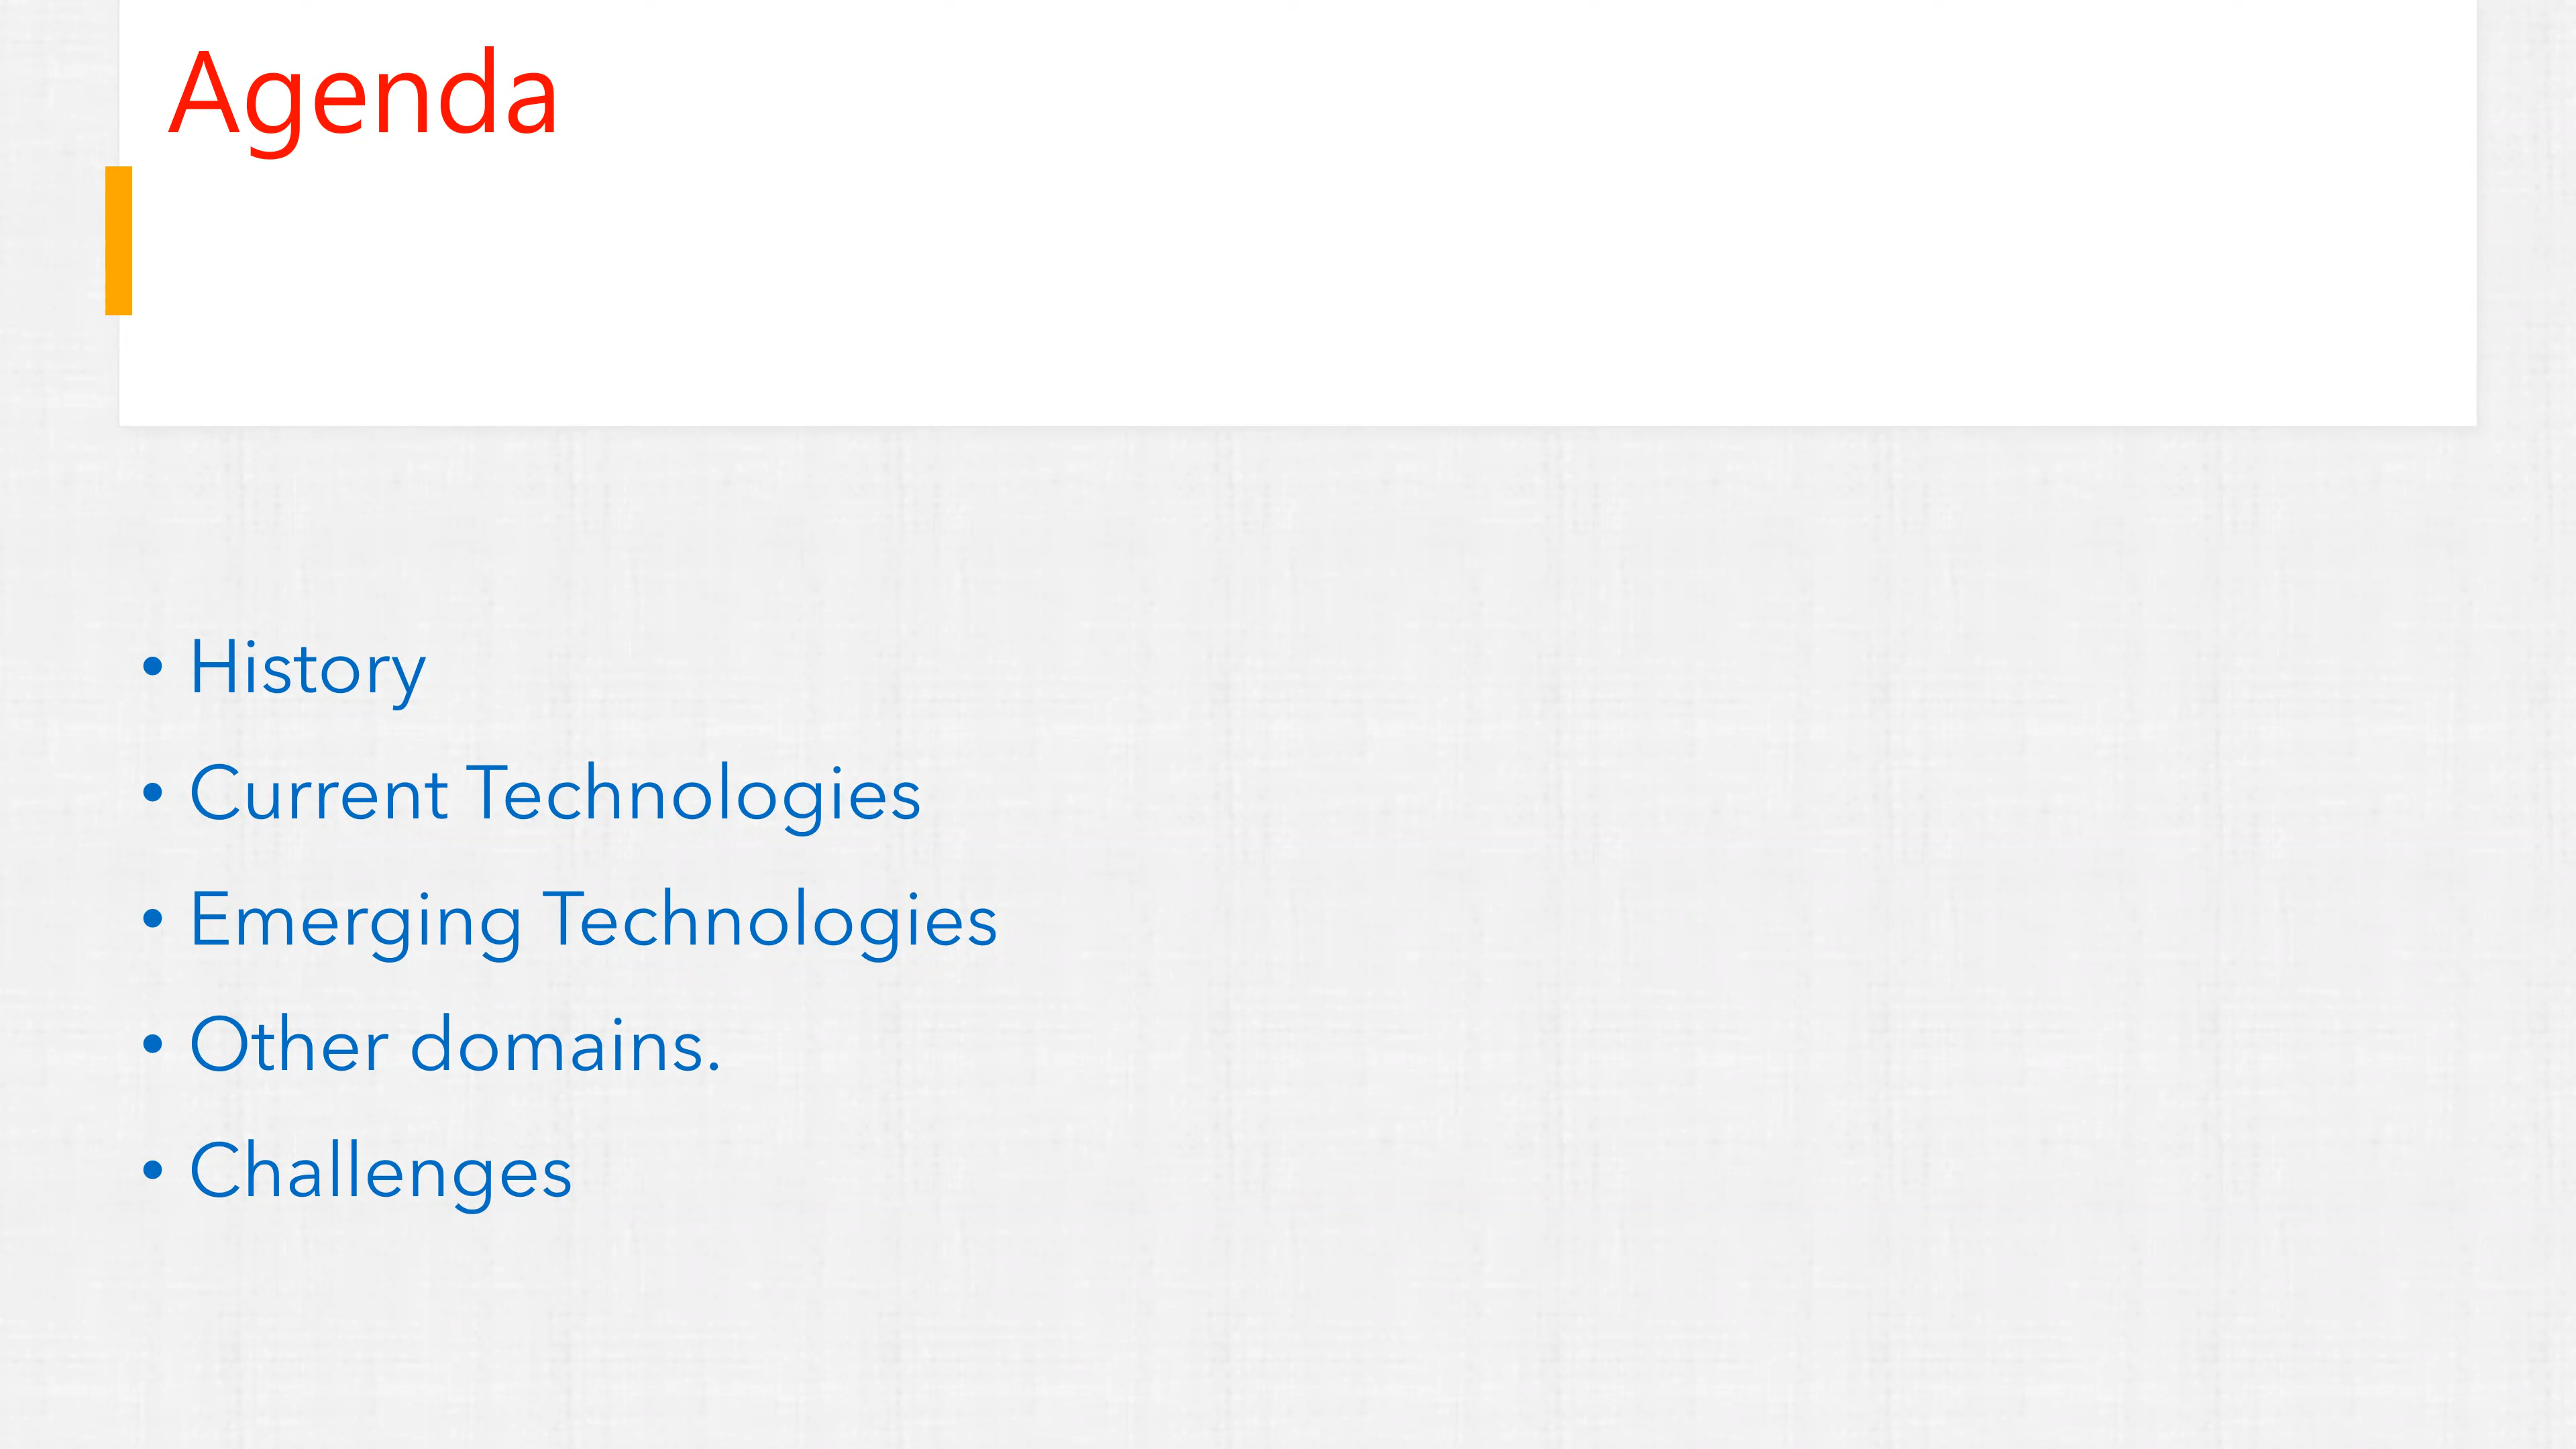 Agenda
• History
• Current Technologies
• Emerging Technologies
• Other domains.
• Challenges